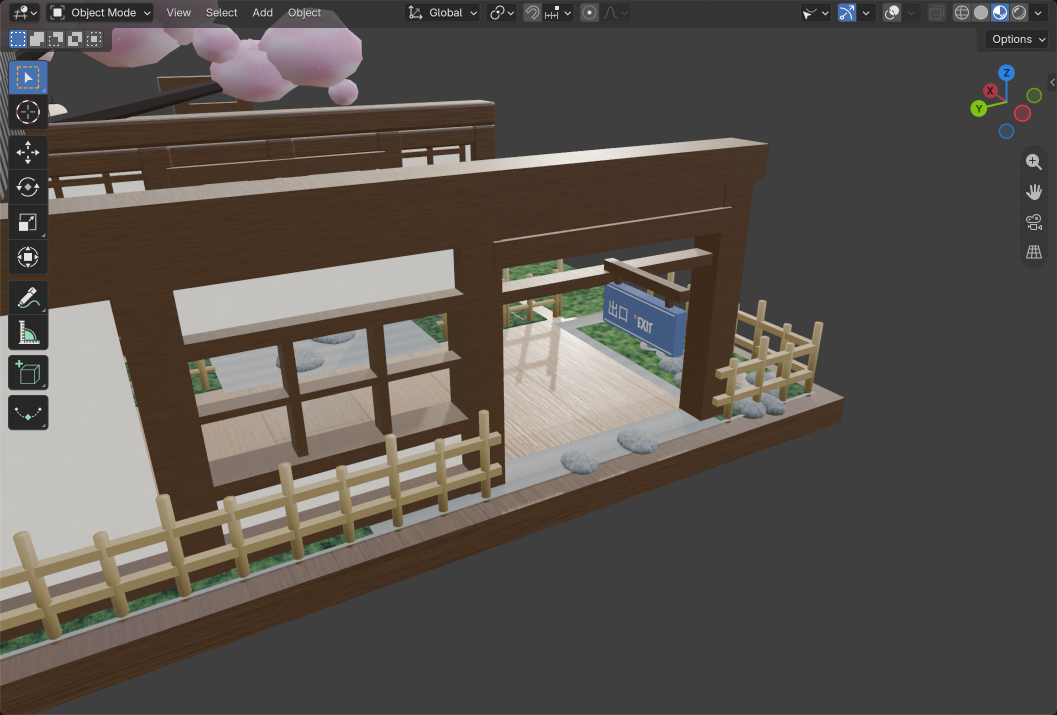 Object Mode View Select Add Object Global
Options
Z
X
Y
出口 EXIT